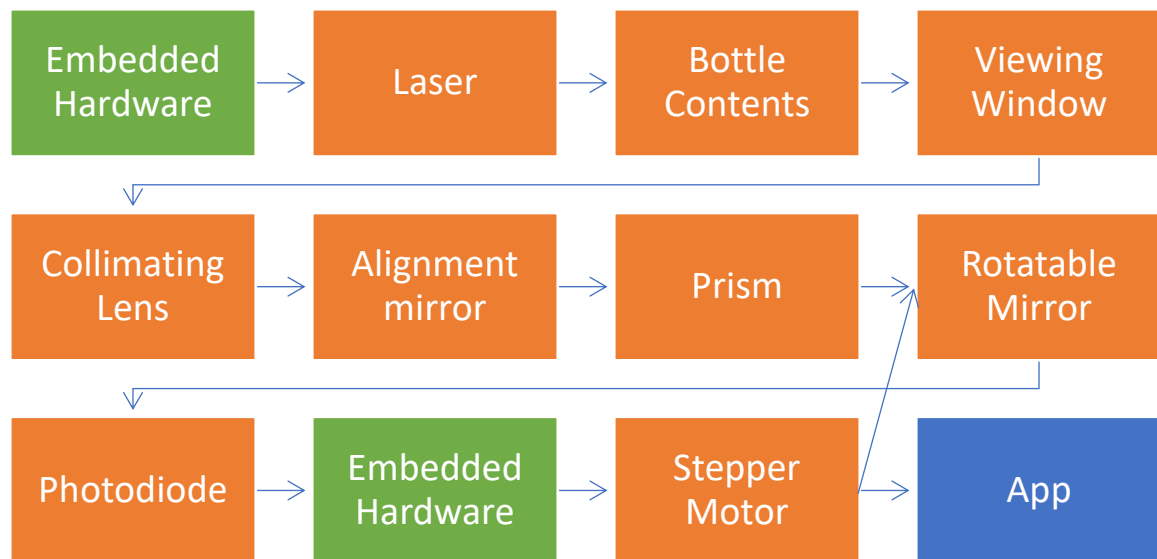 Embedded
Hardware
Laser
Bottle
Contents
Viewing
Window
Collimating
Lens
Alignment
mirror
Prism
Rotatable
Mirror
Photodiode
Embedded
Hardware
Stepper
Motor
App